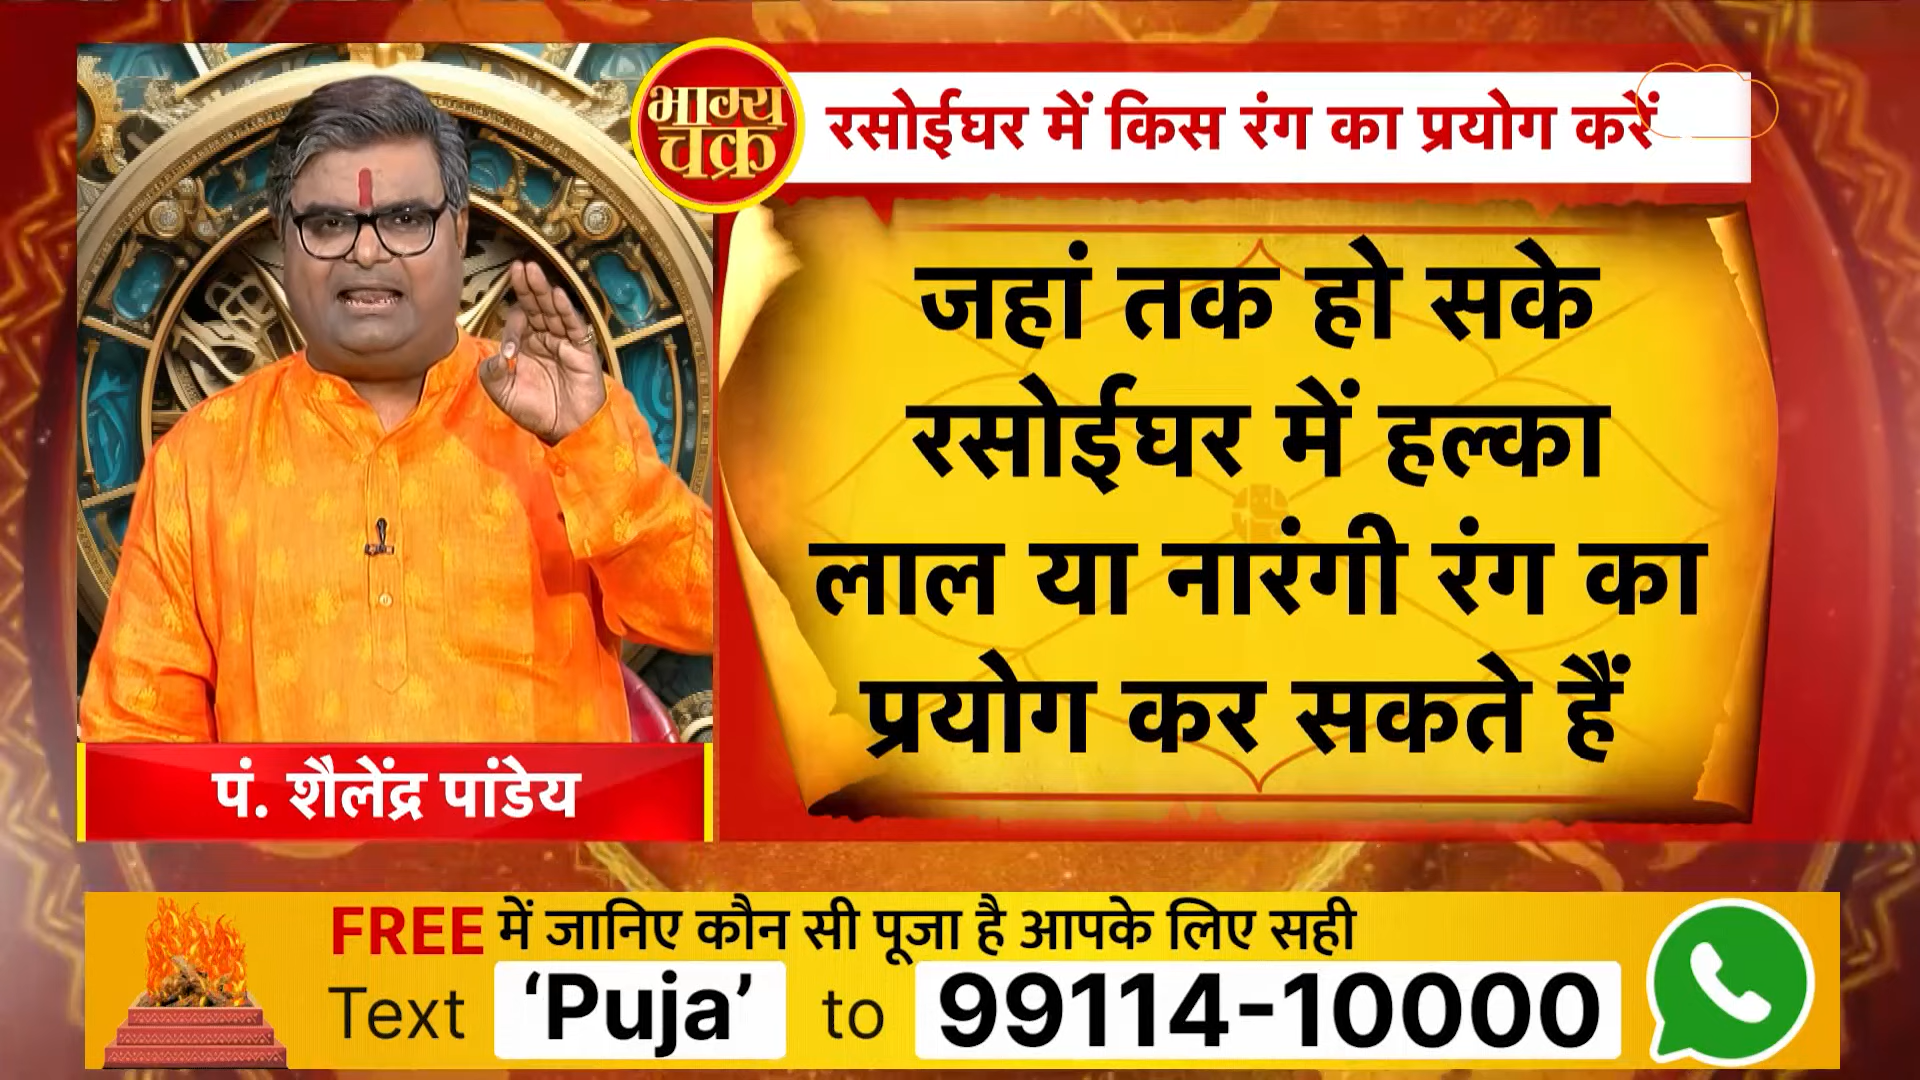 भाग्य
चक्र
रसोईघर में किस रंग का प्रयोग करें
जहां तक हो सके
रसोईघर में हल्का
लाल या नारंगी रंग का
प्रयोग कर सकते हैं
पं. शैलेंद्र पांडेय
FREE में जानिए कौन सी पूजा है आपके लिए सही
Text ‘Puja’ to 99114-10000